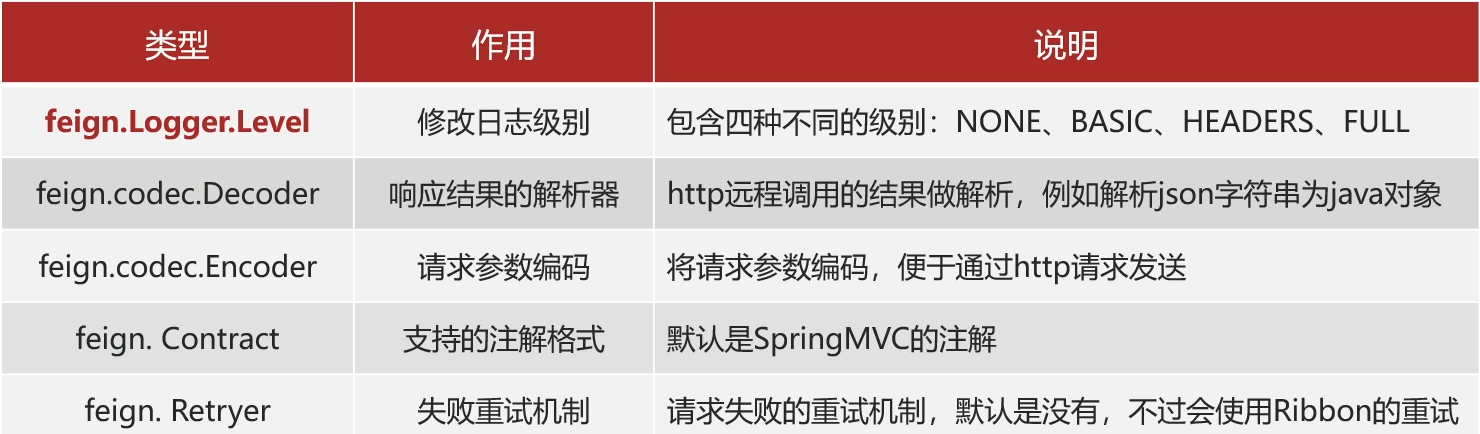 类型 作用 说明
feign.Logger.Level 修改日志级别 包含四种不同的级别：NONE、BASIC、HEADERS、FULL
feign.codec.Decoder 响应结果的解析器 http远程调用的结果做解析，例如解析json字符串为java对象
feign.codec.Encoder 请求参数编码 将请求参数编码，便于通过http请求发送
feign. Contract 支持的注解格式 默认是SpringMVC的注解
feign. Retryer 失败重试机制 请求失败的重试机制，默认是没有，不过会使用Ribbon的重试